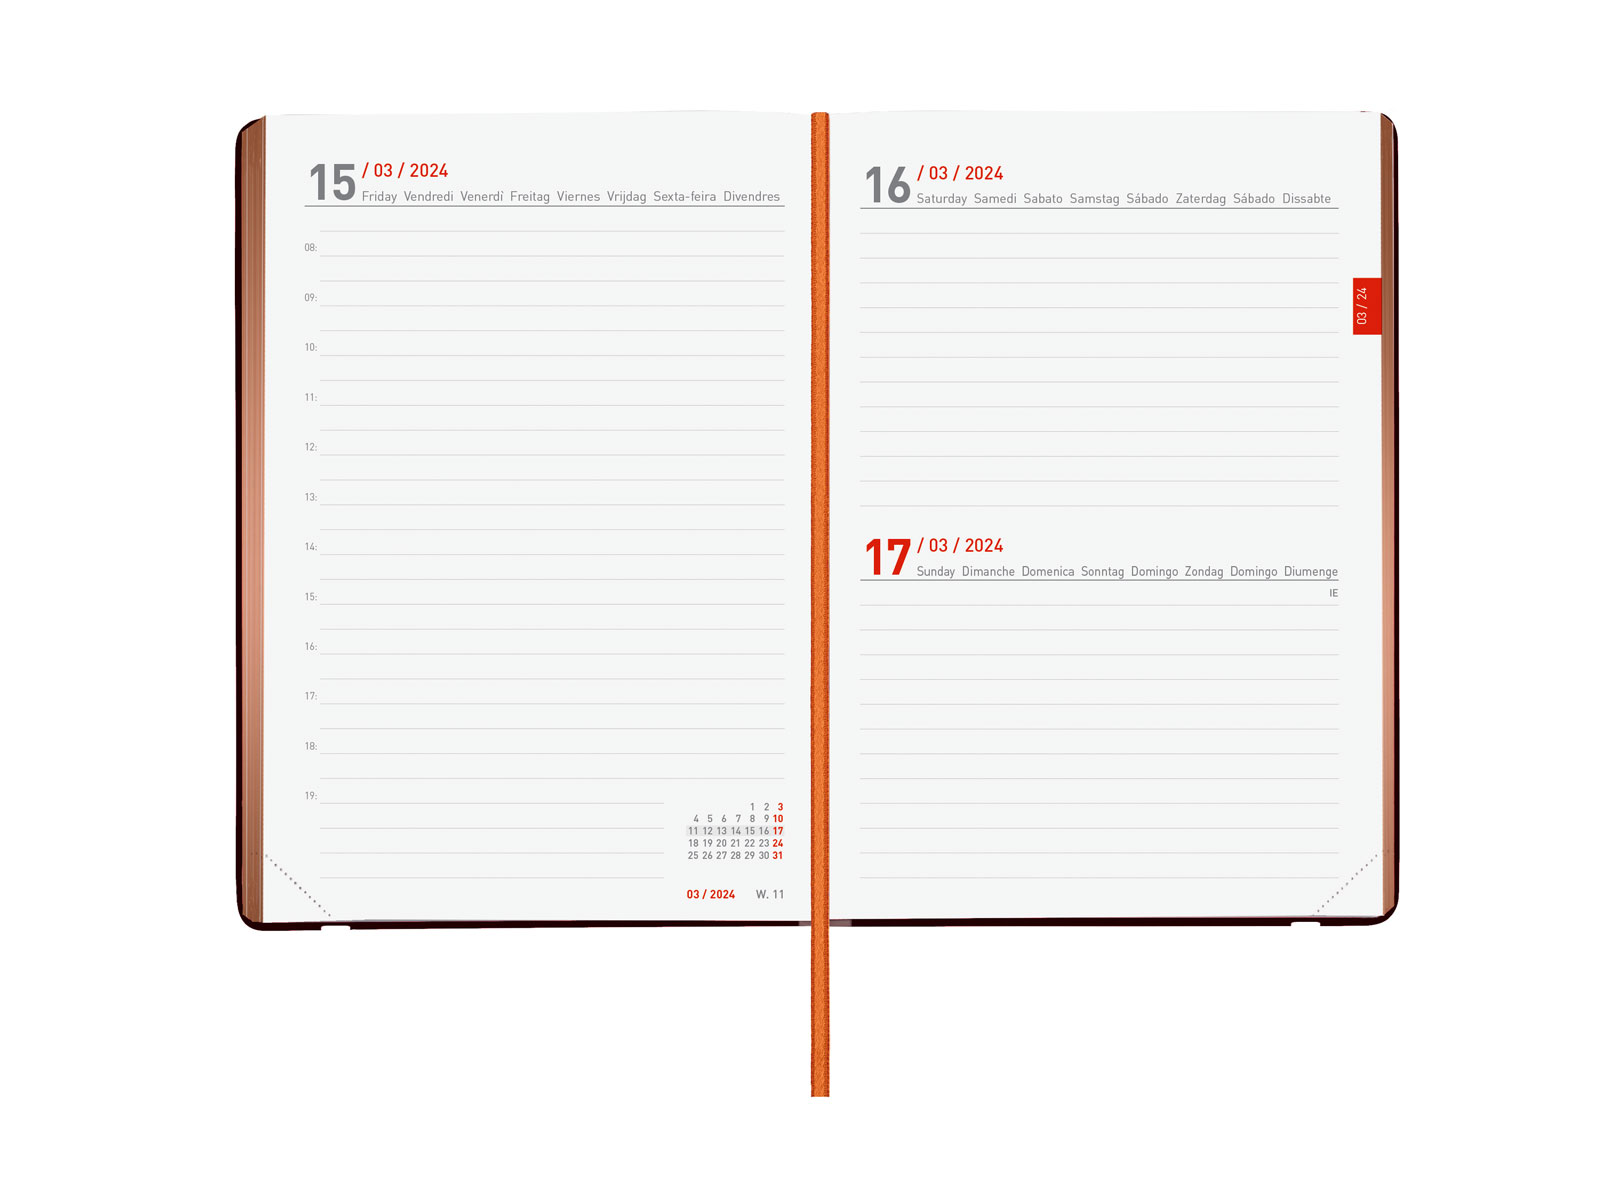 15 / 03 / 2024
Friday Vendredi Venerdì Freitag Viernes Vrijdag Sexta-feira Divendres
08:
09:
10:
11:
12:
13:
14:
15:
16:
17:
18:
19:
1 2 3
4 5 6 7 8 9 10
11 12 13 14 15 16 17
18 19 20 21 22 23 24
25 26 27 28 29 30 31
03 / 2024 W. 11
16 / 03 / 2024
Saturday Samedi Sabato Samstag Sábado Zaterdag Sábado Dissabte
03 / 24
17 / 03 / 2024
Sunday Dimanche Domenica Sonntag Domingo Zondag Domingo Diumenge
IE